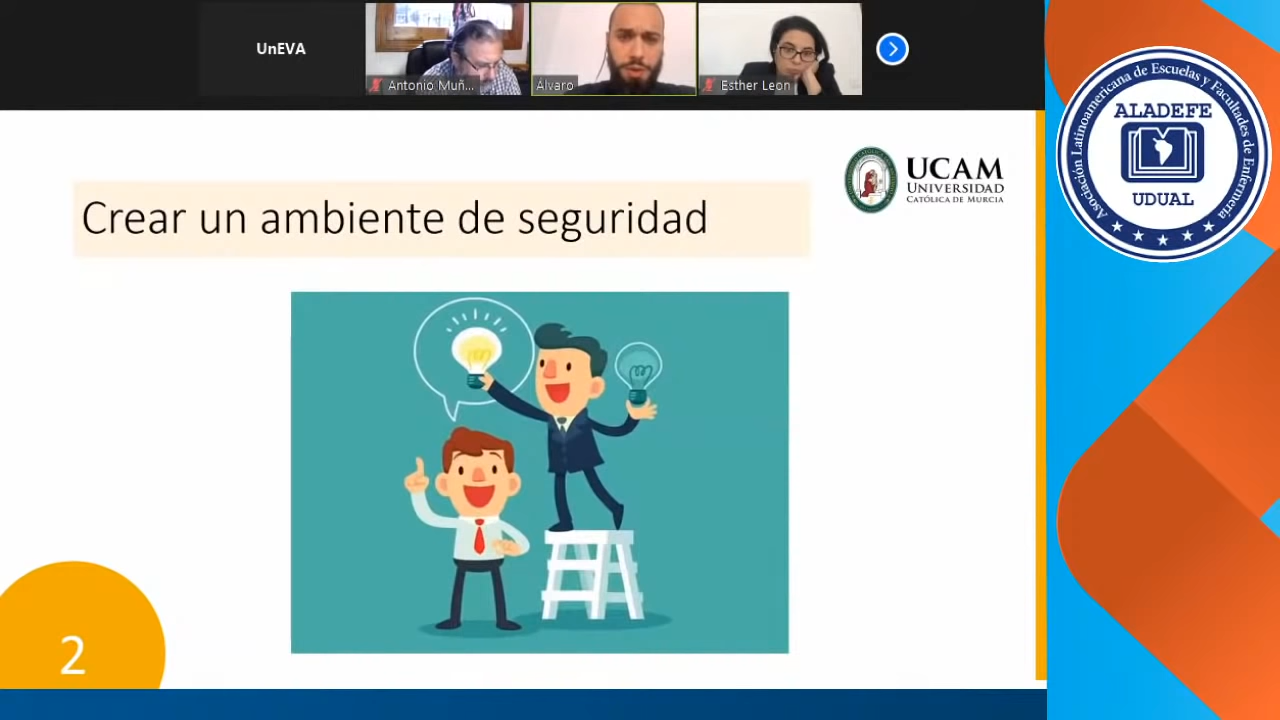 UnEVA
Antonio Muñ...
Alvaro
Esther Leon
Crear un ambiente de seguridad
UCAM
UNIVERSIDAD
CATÓLICA DE MURCIA
Asociación Latinoamericana de Escuelas y Facultades de Enfermería
ALADEFE
UDUAL
2